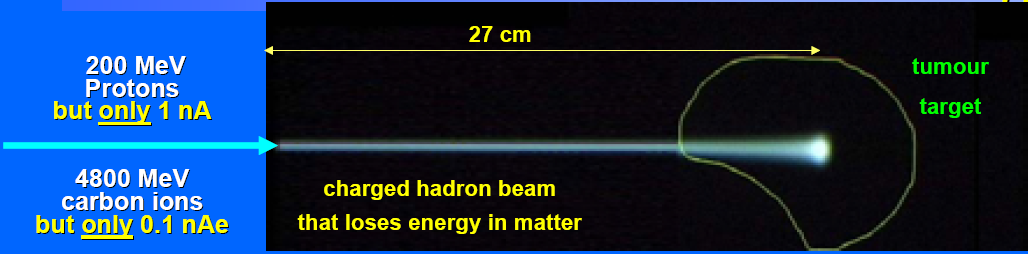 200 MeV
Protons
but only 1 nA
4800 MeV
carbon ions
but only 0.1 nAe
27 cm
tumour
target
charged hadron beam
that loses energy in matter